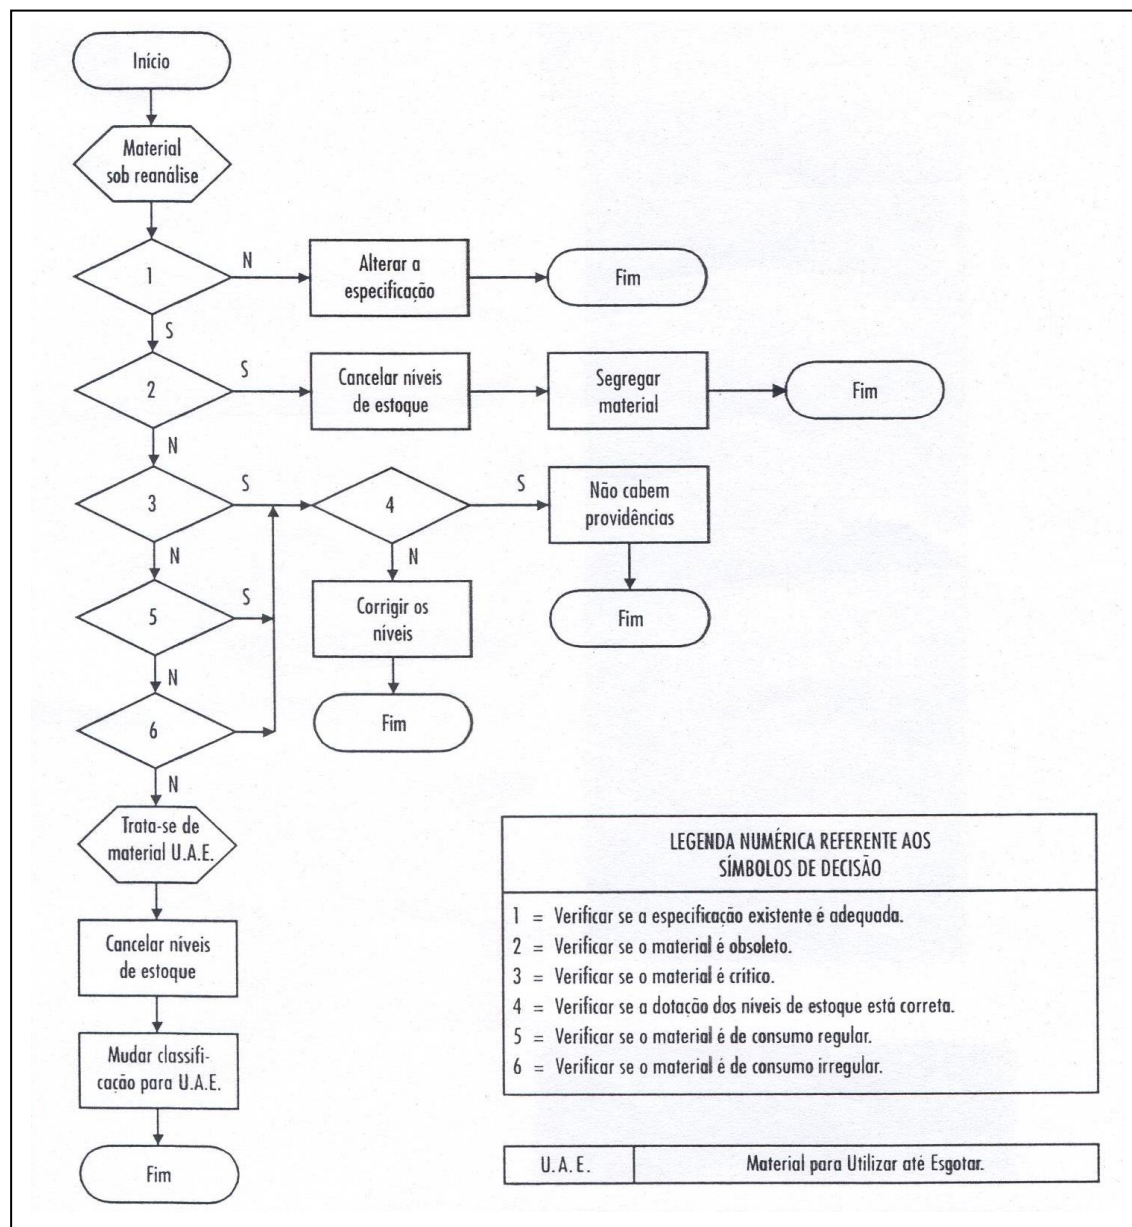 Início
Material
sob reanálise
1
N
Alterar a
especificação
Fim
S
2
S
Cancelar níveis
de estoque
Segregar
material
Fim
N
3
S
4
S
Não cabem
providências
N
N
5
S
Corrigir os
níveis
Fim
N
6
Fim
N
Trata-se de
material U.A.E.
Cancelar níveis
de estoque
Mudar classifi-
cação para U.A.E.
Fim
LEGENDA NUMÉRICA REFERENTE AOS
SÍMBOLOS DE DECISÃO
1 = Verificar se a especificação existente é adequada.
2 = Verificar se o material é obsoleto.
3 = Verificar se o material é crítico.
4 = Verificar se a dotação dos níveis de estoque está correta.
5 = Verificar se o material é de consumo regular.
6 = Verificar se o material é de consumo irregular.
U.A.E. Material para Utilizar até Esgotar.